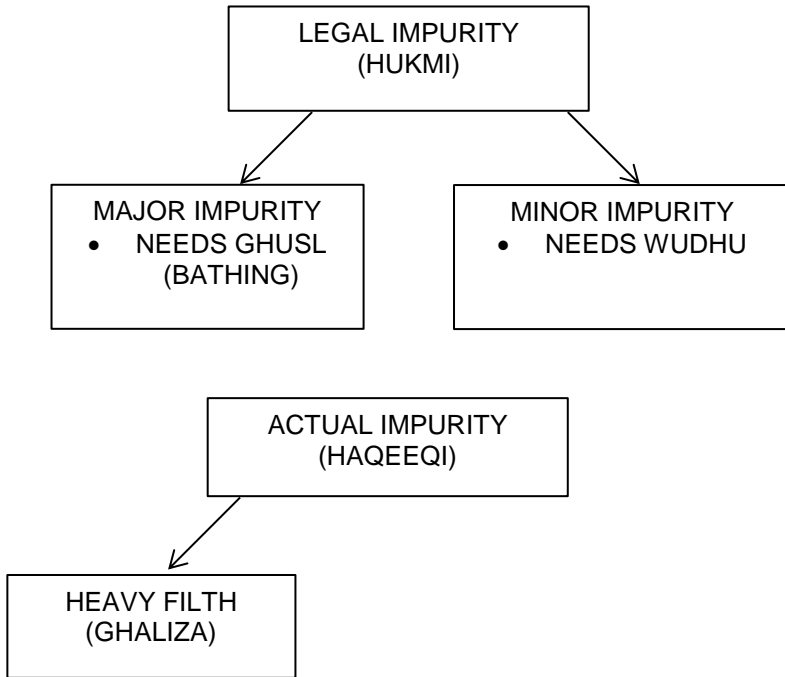 LEGAL IMPURITY
(HUKMI)
MAJOR IMPURITY
• NEEDS GHUSL
(BATHING)
MINOR IMPURITY
• NEEDS WUDHU
ACTUAL IMPURITY
(HAQEEQI)
HEAVY FILTH
(GHALIZA)